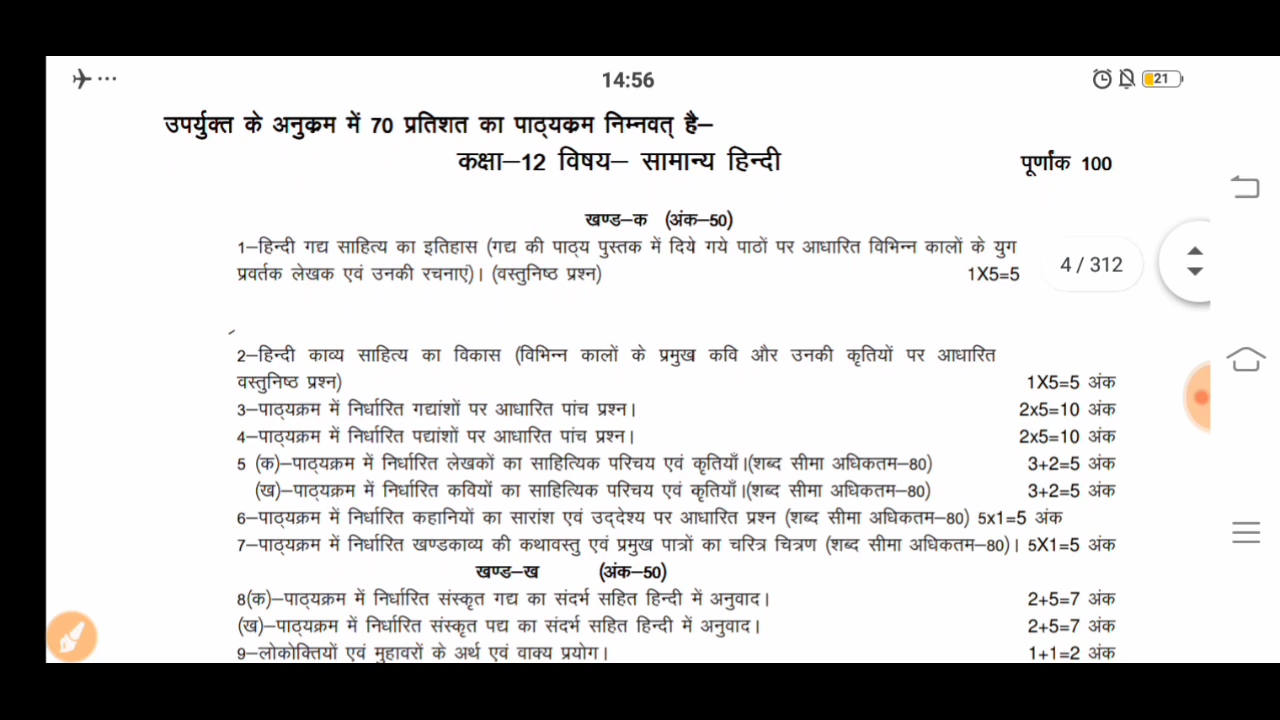 14:56
21
उपर्युक्त के अनुक्रम में 70 प्रतिशत का पाठ्यक्रम निम्नवत् है–
कक्षा–12 विषय– सामान्य हिन्दी पूर्णांक 100
खण्ड–क (अंक–50)
1–हिन्दी गद्य साहित्य का इतिहास (गद्य की पाठ्य पुस्तक में दिये गये पाठों पर आधारित विभिन्न कालों के युग
प्रवर्तक लेखक एवं उनकी रचनाएं)। (वस्तुनिष्ठ प्रश्न) 1X5=5
4 / 312
2–हिन्दी काव्य साहित्य का विकास (विभिन्न कालों के प्रमुख कवि और उनकी कृतियों पर आधारित
वस्तुनिष्ठ प्रश्न) 1X5=5 अंक
3–पाठ्यक्रम में निर्धारित गद्यांशों पर आधारित पांच प्रश्न। 2x5=10 अंक
4–पाठ्यक्रम में निर्धारित पद्यांशों पर आधारित पांच प्रश्न। 2x5=10 अंक
5 (क)–पाठ्यक्रम में निर्धारित लेखकों का साहित्यिक परिचय एवं कृतियाँ।(शब्द सीमा अधिकतम–80) 3+2=5 अंक
(ख)–पाठ्यक्रम में निर्धारित कवियों का साहित्यिक परिचय एवं कृतियाँ।(शब्द सीमा अधिकतम–80) 3+2=5 अंक
6–पाठ्यक्रम में निर्धारित कहानियों का सारांश एवं उद्देश्य पर आधारित प्रश्न (शब्द सीमा अधिकतम–80) 5x1=5 अंक
7–पाठ्यक्रम में निर्धारित खण्डकाव्य की कथावस्तु एवं प्रमुख पात्रों का चरित्र चित्रण (शब्द सीमा अधिकतम–80)। 5X1=5 अंक
खण्ड–ख (अंक–50)
8(क)–पाठ्यक्रम में निर्धारित संस्कृत गद्य का संदर्भ सहित हिन्दी में अनुवाद। 2+5=7 अंक
(ख)–पाठ्यक्रम में निर्धारित संस्कृत पद्य का संदर्भ सहित हिन्दी में अनुवाद। 2+5=7 अंक
9–लोकोक्तियों एवं मुहावरों के अर्थ एवं वाक्य प्रयोग। 1+1=2 अंक